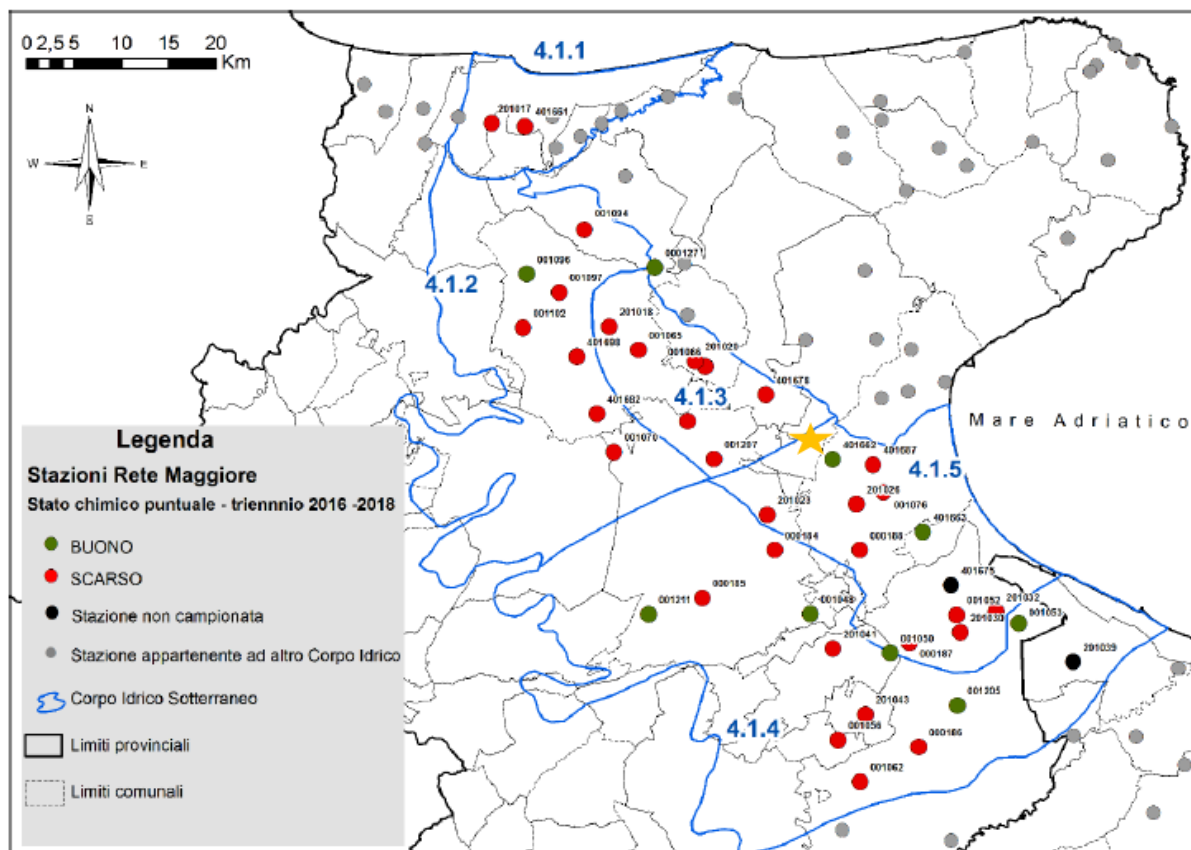 0 2,5 5 10 15 20
Km
N
W E
S
4.1.1
201017
401661
001094
000127
001096
001097
4.1.2
001102
201018
001065
401698
001066
201020
4.1.3
401678
401682
001070
001207
401662
401687
4.1.5
Mare Adriatico
201026
001076
201023
401663
000184
000188
401675
000185
001211
001048
001052
201032
201030
001053
201041
001050
000187
201039
001205
201043
001056
4.1.4
000186
001062
Legenda
Stazioni Rete Maggiore
Stato chimico puntuale - triennnio 2016 -2018
BUONO
SCARSO
Stazione non campionata
Stazione appartenente ad altro Corpo Idrico
Corpo Idrico Sotterraneo
Limiti provinciali
Limiti comunali